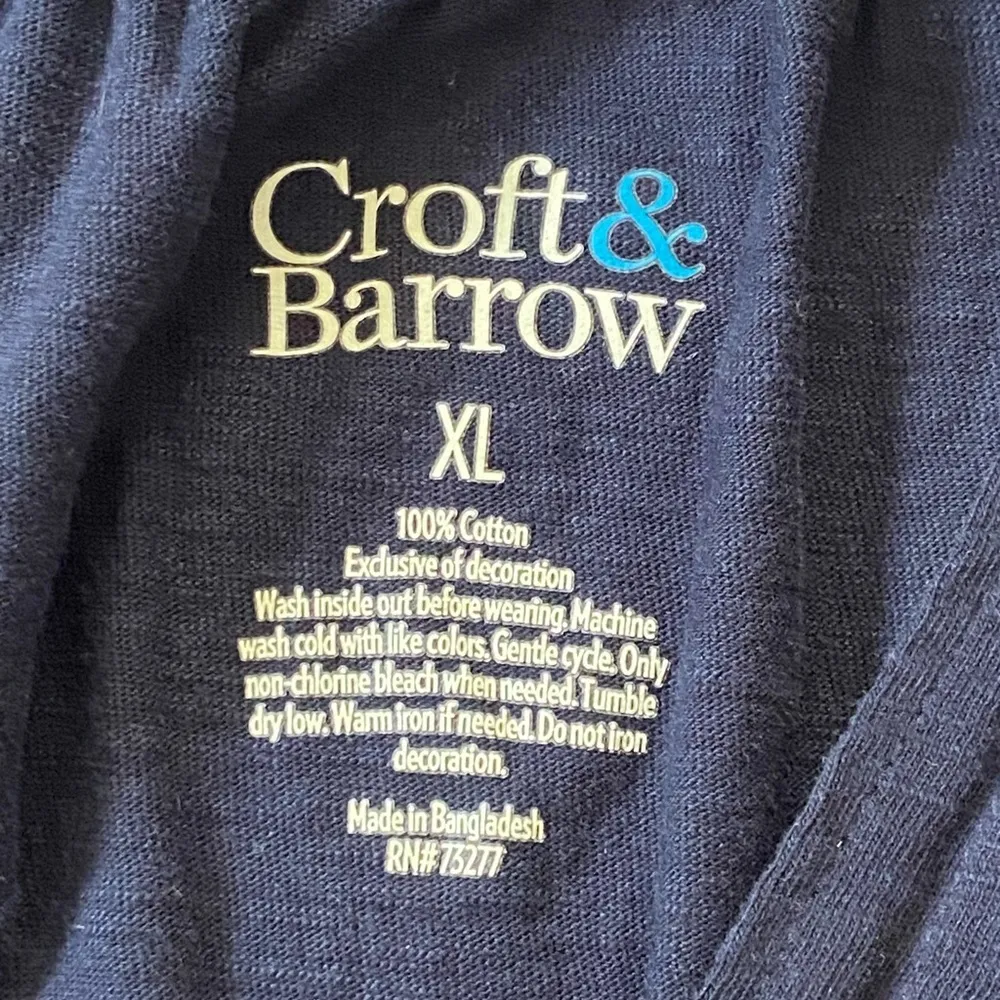 Croft&
Barrow
XL
100% Cotton
Exclusive of decoration
Wash inside out before wearing. Machine
wash cold with like colors. Gentle cycle. Only
non-chlorine bleach when needed. Tumble
dry low. Warm iron if needed. Do not iron
decoration.
Made in Bangladesh
RN# 73277